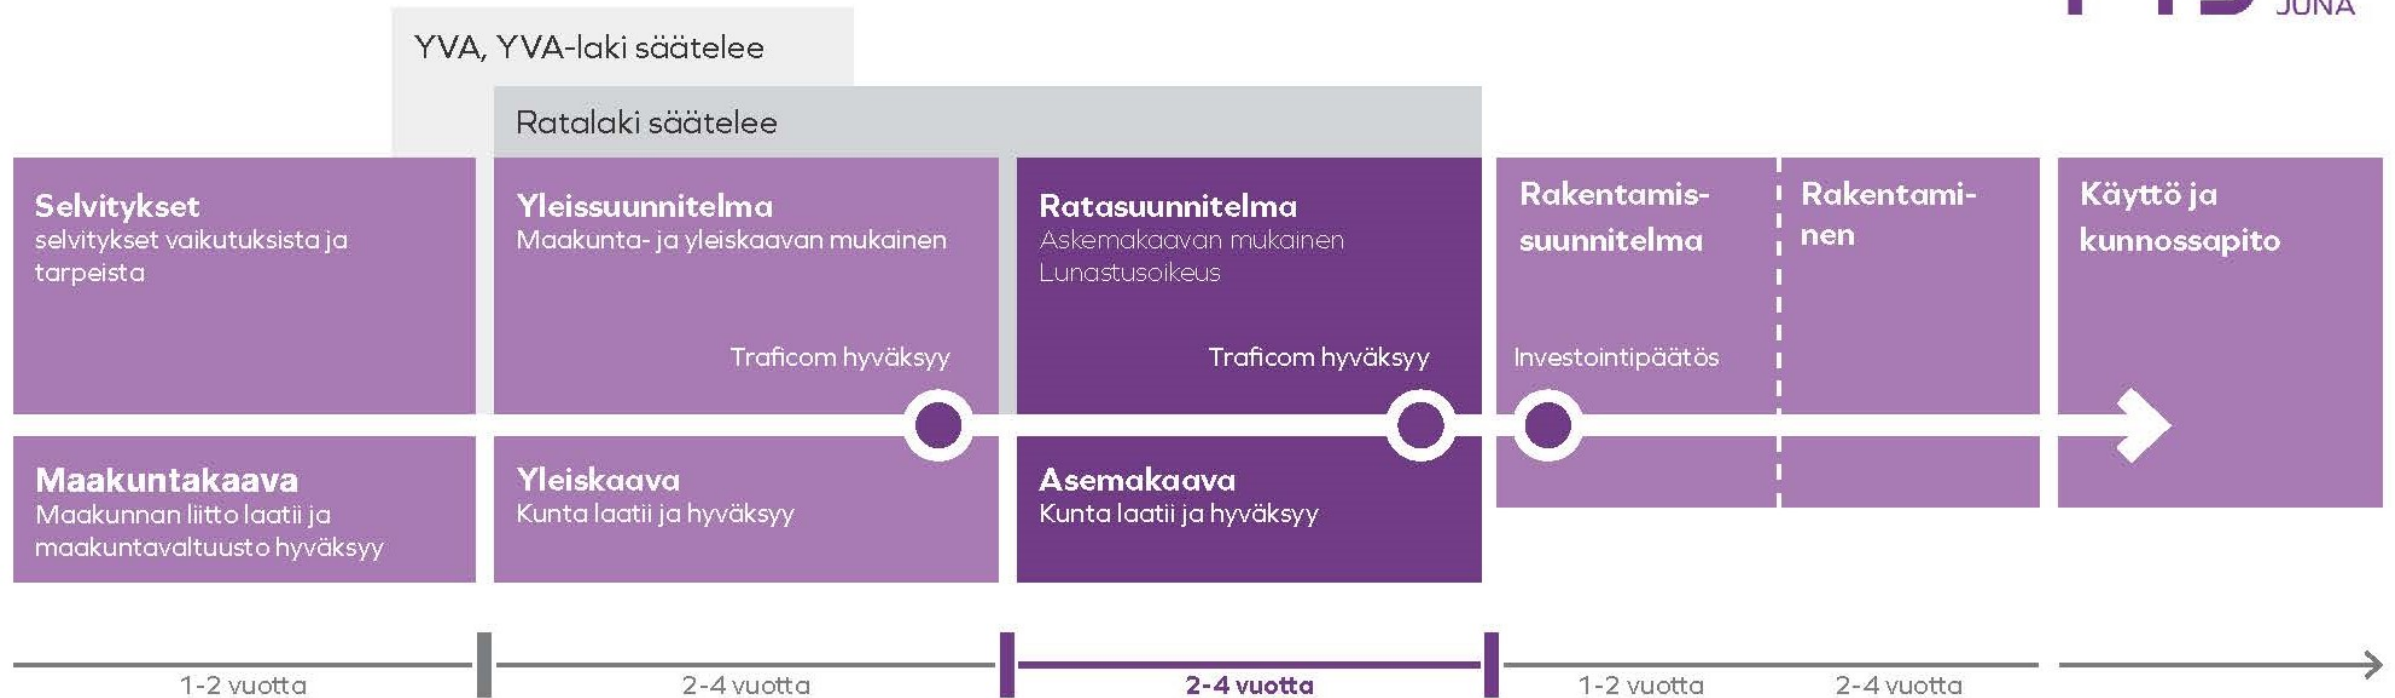 JUNA
YVA, YVA-laki säätelee
Ratalaki säätelee
Selvitykset
selvitykset vaikutuksista ja
tarpeista
Yleissuunnitelma
Maakunta- ja yleiskaavan mukainen
Traficom hyväksyy
Ratasuunnitelma
Askemakaavan mukainen
Lunastusoikeus
Traficom hyväksyy
Rakentamis-
suunnitelma
Investointipäätös
Rakentami-
nen
Käyttö ja
kunnossapito
Maakuntakaava
Maakunnan liitto laatii ja
maakuntavaltuusto hyväksyy
Yleiskaava
Kunta laatii ja hyväksyy
Asemakaava
Kunta laatii ja hyväksyy
1-2 vuotta
2-4 vuotta
2-4 vuotta
1-2 vuotta
2-4 vuotta